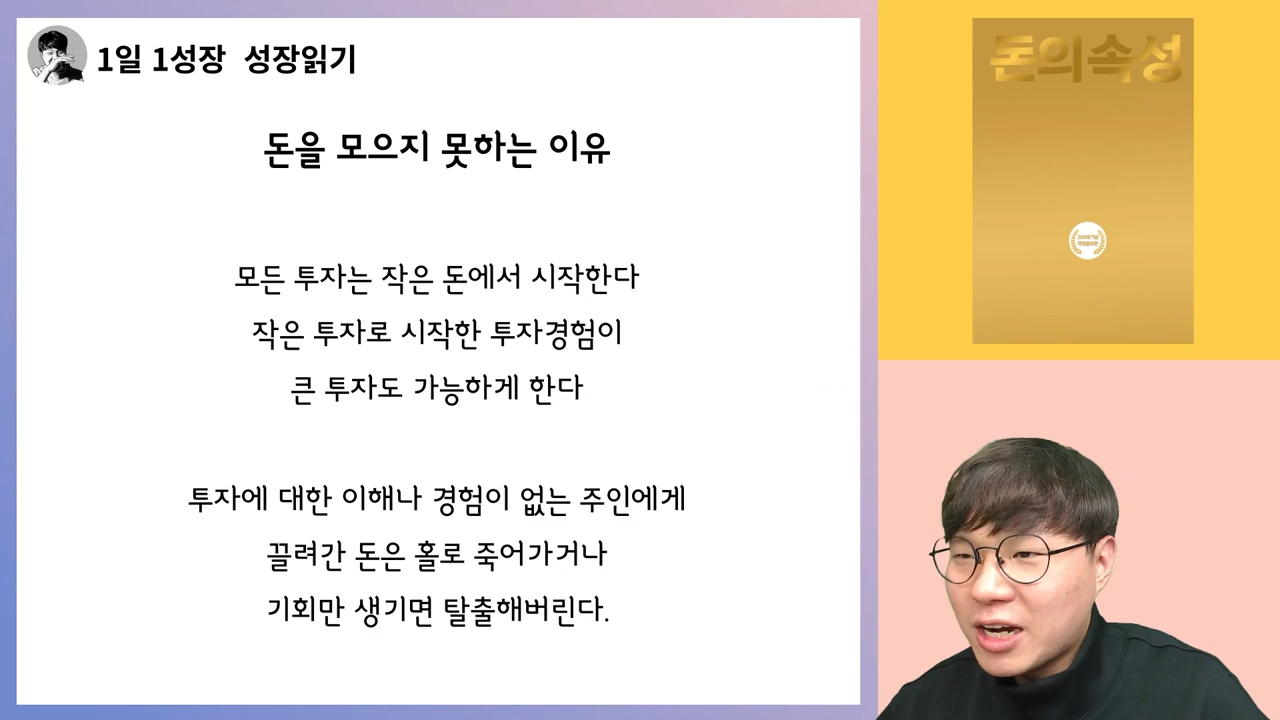 1일 1성장 성장읽기
돈을 모으지 못하는 이유
모든 투자는 작은 돈에서 시작한다
작은 투자로 시작한 투자경험이
큰 투자도 가능하게 한다
투자에 대한 이해나 경험이 없는 주인에게
끌려간 돈은 홀로 죽어가거나
기회만 생기면 탈출해버린다.
돈의 속성